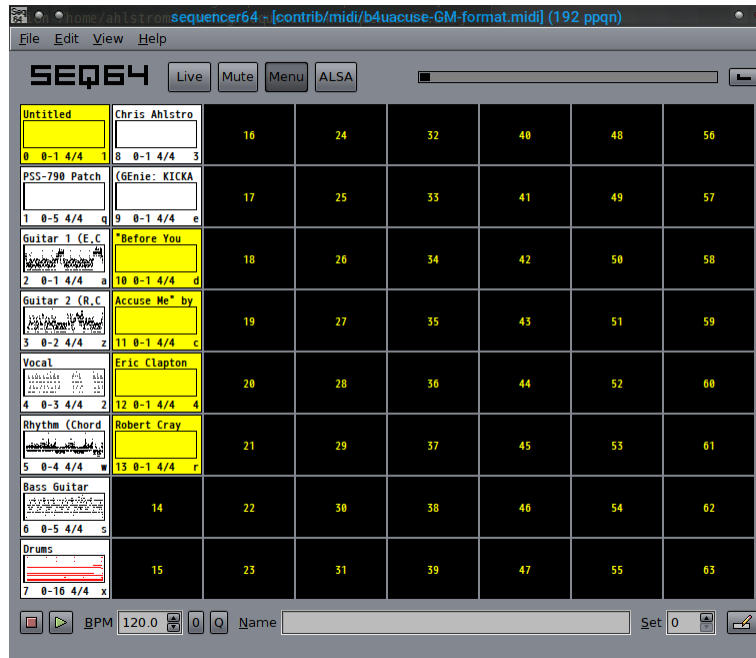 sequencer64 - [contrib/midi/b4uacuse-GM-format.midi] (192 ppqn)
File Edit View Help
SEQ64 Live Mute Menu ALSA
Untitled
0 0-1 4/4 1
Chris Ahlstro
8 0-1 4/4 3
16 24 32 40 48 56
PSS-790 Patch
1 0-5 4/4 q
(GEnie: KICKA
9 0-1 4/4 e
17 25 33 41 49 57
Guitar 1 (E.C
2 0-1 4/4 a
"Before You
10 0-1 4/4 d
18 26 34 42 50 58
Guitar 2 (R.C
3 0-2 4/4 z
Accuse Me" by
11 0-1 4/4 c
19 27 35 43 51 59
Vocal
4 0-3 4/4 2
Eric Clapton
12 0-1 4/4 4
20 28 36 44 52 60
Rhythm (Chord
5 0-4 4/4 w
Robert Cray
13 0-1 4/4 r
21 29 37 45 53 61
Bass Guitar
6 0-5 4/4 s
14 22 30 38 46 54 62
Drums
7 0-16 4/4 x
15 23 31 39 47 55 63
BPM 120.0 0 Q Name Set 0